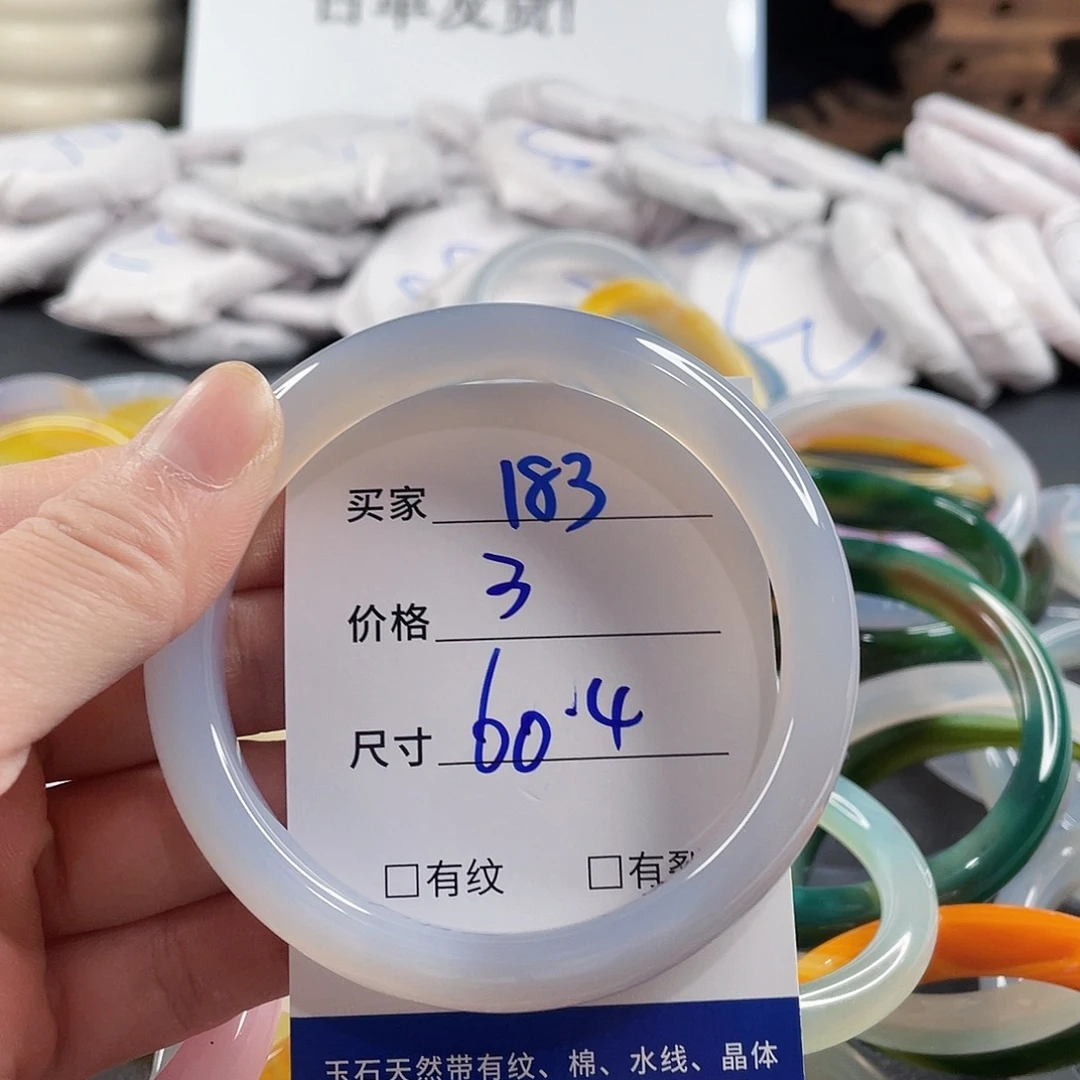 买家 183
价格 3
尺寸 60.4
□有纹 □有裂
玉石天然带有纹、棉、水线、晶体